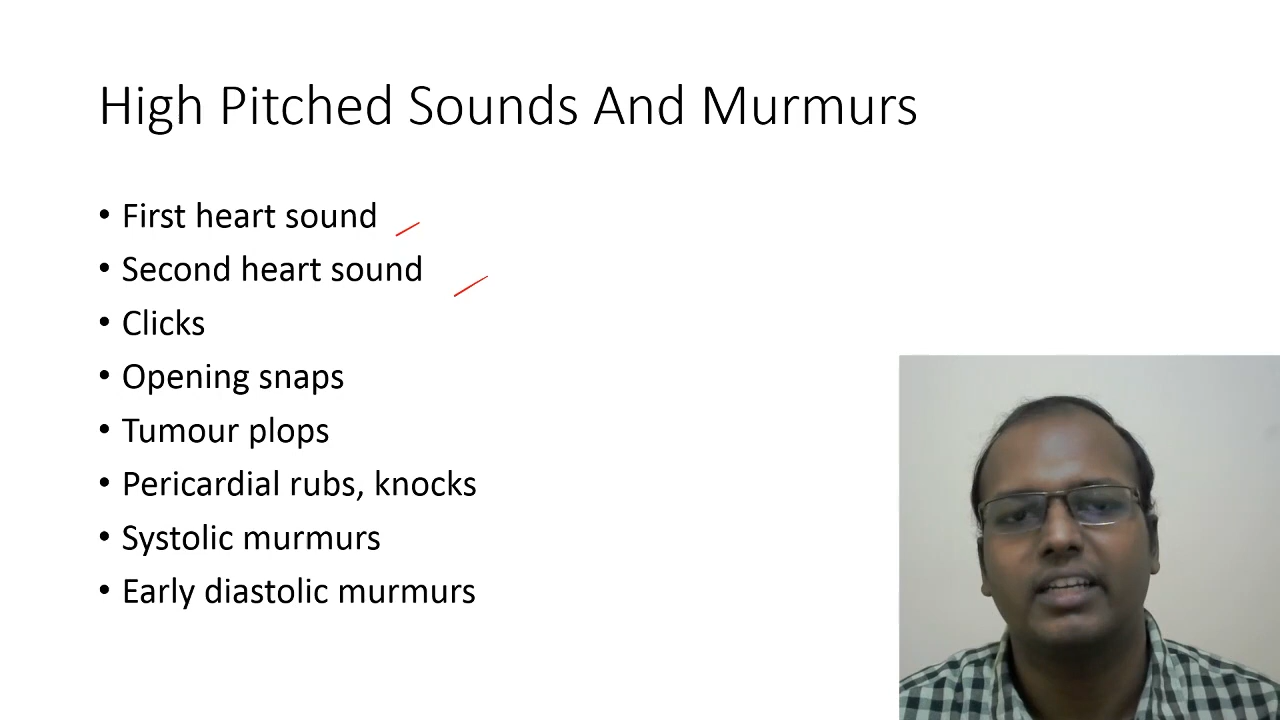 High Pitched Sounds And Murmurs
• First heart sound
• Second heart sound
• Clicks
• Opening snaps
• Tumour plops
• Pericardial rubs, knocks
• Systolic murmurs
• Early diastolic murmurs